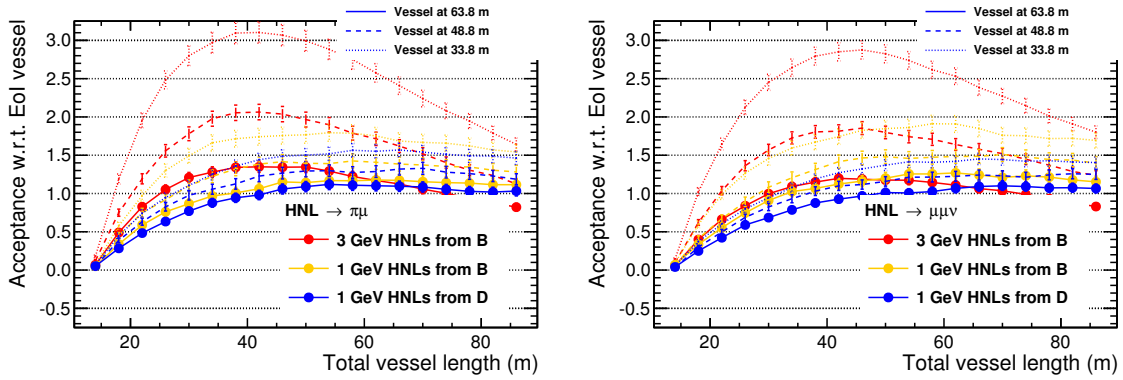 Vessel at 63.8 m
Vessel at 48.8 m
Vessel at 33.8 m
Acceptance w.r.t. EoI vessel
3.0
2.5
2.0
1.5
1.0
0.5
0.0
-0.5
HNL → πμ
3 GeV HNLs from B
1 GeV HNLs from B
1 GeV HNLs from D
20 40 60 80
Total vessel length (m)
Vessel at 63.8 m
Vessel at 48.8 m
Vessel at 33.8 m
Acceptance w.r.t. EoI vessel
3.0
2.5
2.0
1.5
1.0
0.5
0.0
-0.5
HNL → μμν
3 GeV HNLs from B
1 GeV HNLs from B
1 GeV HNLs from D
20 40 60 80
Total vessel length (m)